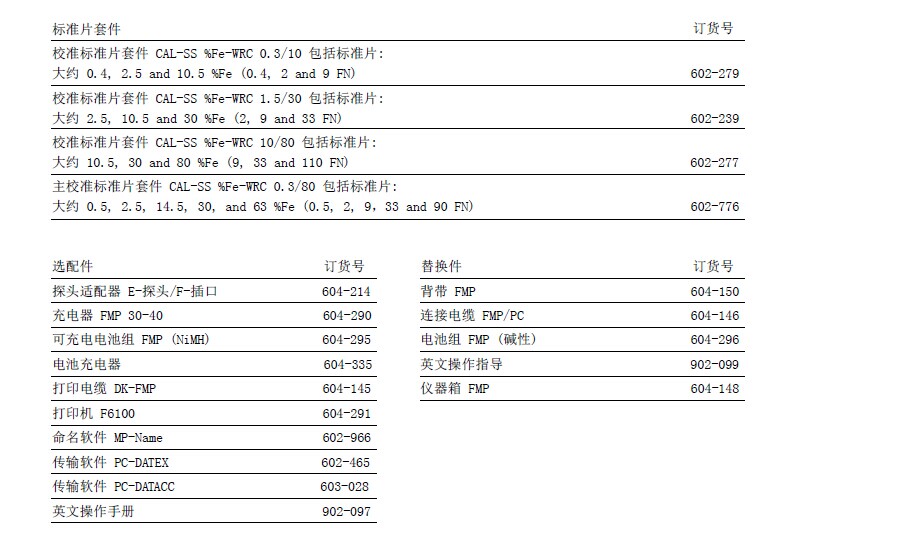 标准片套件 订货号
校准标准片套件 CAL-SS %Fe-WRC 0.3/10 包括标准片:
大约 0.4, 2.5 and 10.5 %Fe (0.4, 2 and 9 FN) 602-279
校准标准片套件 CAL-SS %Fe-WRC 1.5/30 包括标准片:
大约 2.5, 10.5 and 30 %Fe (2, 9 and 33 FN) 602-239
校准标准片套件 CAL-SS %Fe-WRC 10/80 包括标准片:
大约 10.5, 30 and 80 %Fe (9, 33 and 110 FN) 602-277
主校准标准片套件 CAL-SS %Fe-WRC 0.3/80 包括标准片:
大约 0.5, 2.5, 14.5, 30, and 63 %Fe (0.5, 2, 9，33 and 90 FN) 602-776
选配件 订货号
探头适配器 E-探头/F-插口 604-214
充电器 FMP 30-40 604-290
可充电电池组 FMP (NiMH) 604-295
电池充电器 604-335
打印电缆 DK-FMP 604-145
打印机 F6100 604-291
命名软件 MP-Name 602-966
传输软件 PC-DATEX 602-465
传输软件 PC-DATACC 603-028
英文操作手册 902-097
替换件 订货号
背带 FMP 604-150
连接电缆 FMP/PC 604-146
电池组 FMP (碱性) 604-296
英文操作指导 902-099
仪器箱 FMP 604-148